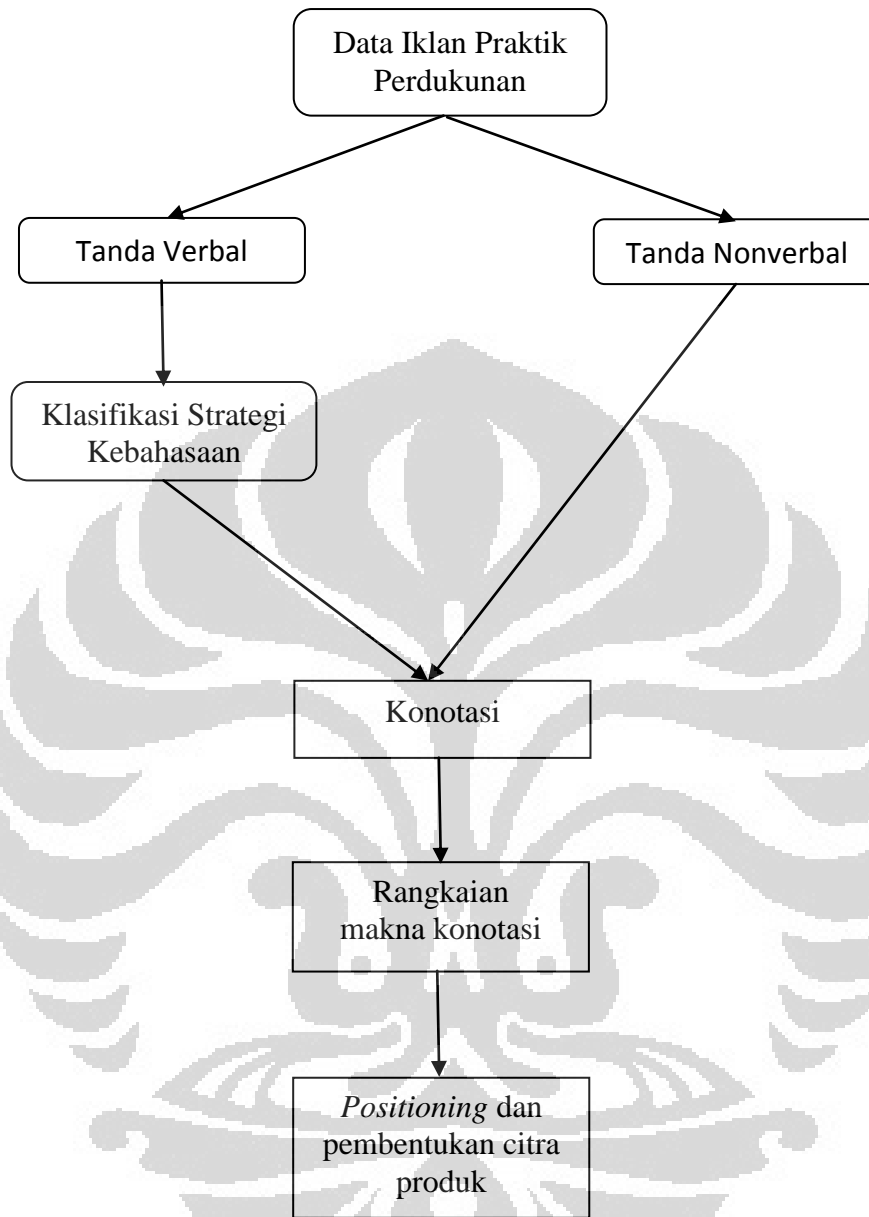 Data Iklan Praktik
Perdukunan
Tanda Verbal
Tanda Nonverbal
Klasifikasi Strategi
Kebahasaan
Konotasi
Rangkaian
makna konotasi
Positioning dan
pembentukan citra
produk